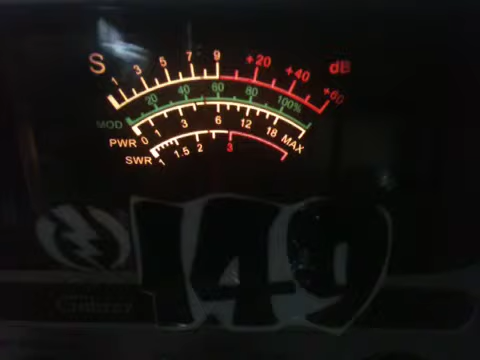 S 1 3 5 7 9 +20 +40 +60 dB
MOD 20 40 60 80 100%
PWR 0 1 3 6 12 18 MAX
SWR 1 1.5 2 3
149